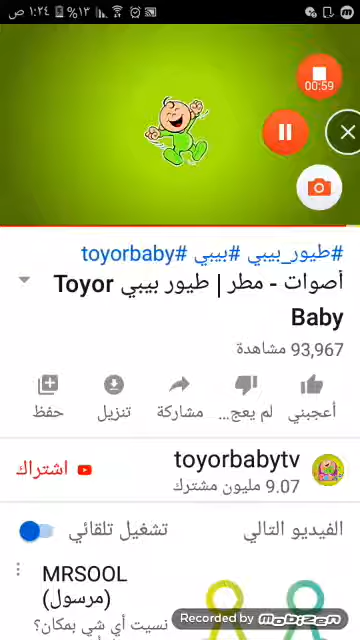 ١:٢٤ ص
١٣%
00:59
#طيور_بيبي #بيبي #toyorbaby
أصوات - مطر | طيور بيبي Toyor
Baby
93,967 مشاهدة
أعجبني
لم يعج...
مشاركة
تنزيل
حفظ
toyorbabytv
9.07 مليون مشترك
اشتراك
الفيديو التالي
تشغيل تلقائي
MRSOOL
(مرسول)
نسيت أي شي بمكان؟
Recorded by MOBIZEN